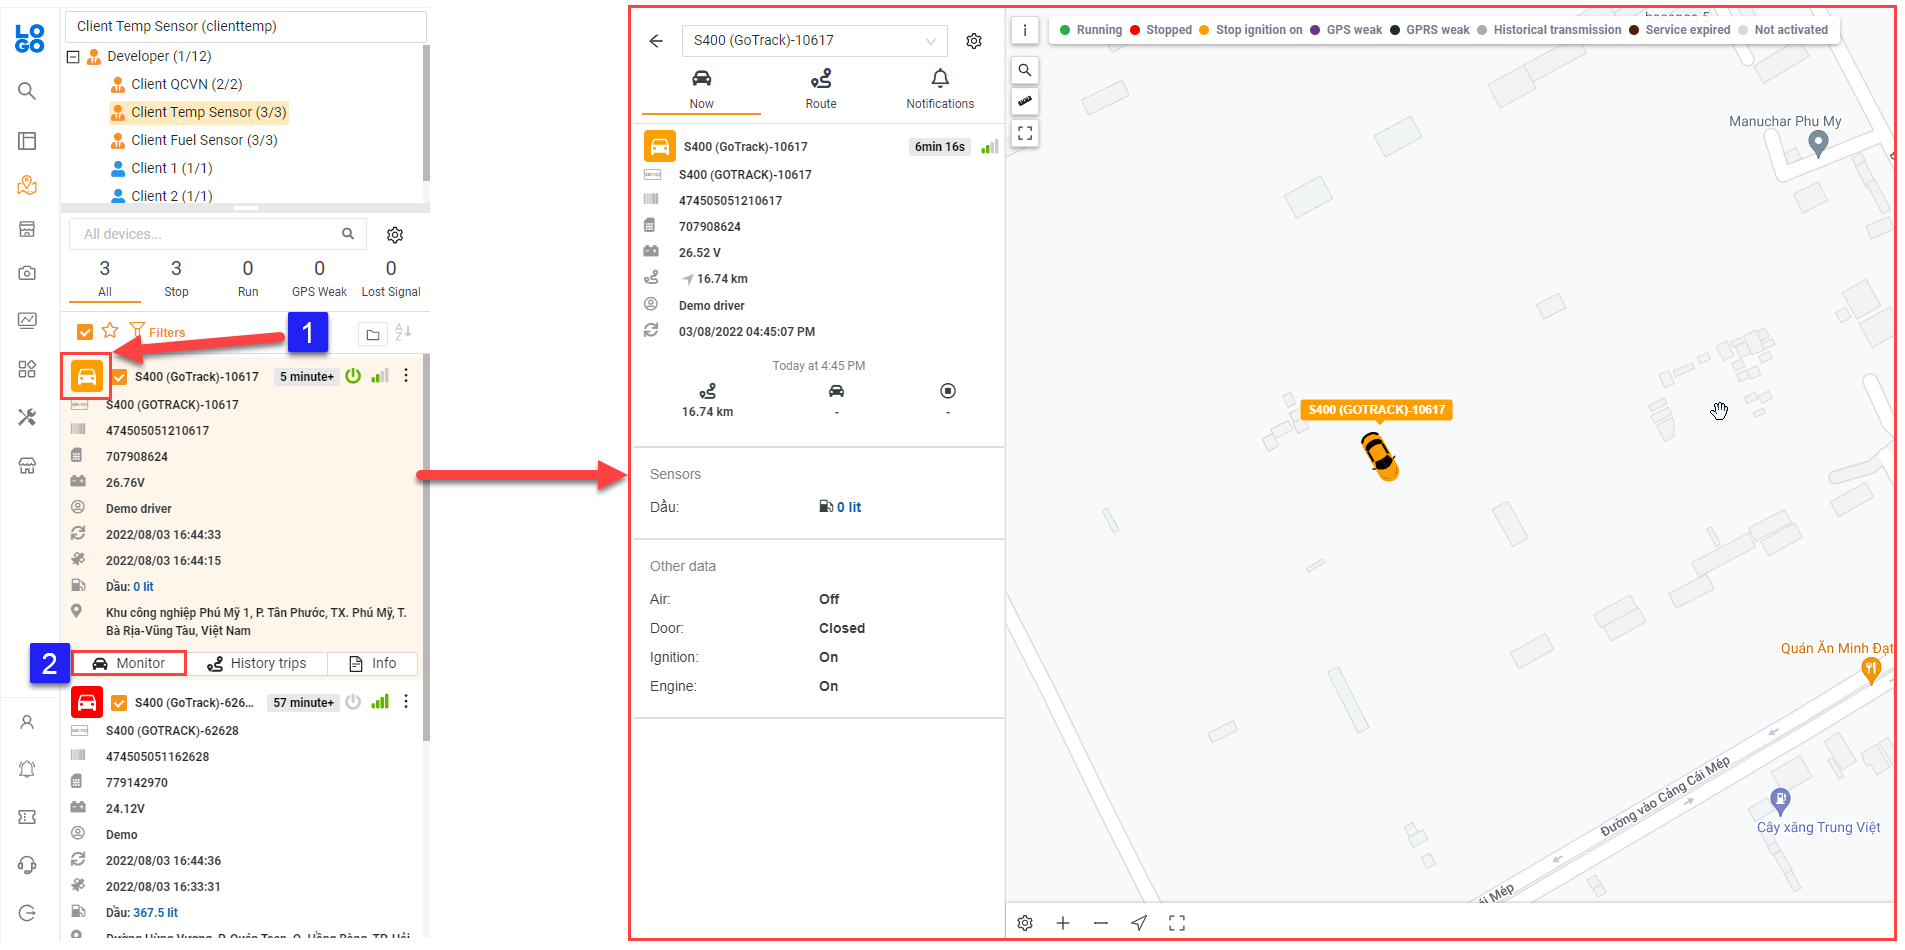 LO
GO
Client Temp Sensor (clienttemp)
Developer (1/12)
Client QCVN (2/2)
Client Temp Sensor (3/3)
Client Fuel Sensor (3/3)
Client 1 (1/1)
Client 2 (1/1)
All devices...
3 3 0 0 0
All Stop Run GPS Weak Lost Signal
Filters
1
S400 (GoTrack)-10617 5 minute+
S400 (GOTRACK)-10617
474505051210617
707908624
26.76V
Demo driver
2022/08/03 16:44:33
2022/08/03 16:44:15
Dầu: 0 lit
Khu công nghiệp Phú Mỹ 1, P. Tân Phước, TX. Phú Mỹ, T.
Bà Rịa-Vũng Tàu, Việt Nam
2
Monitor History trips Info
S400 (GoTrack)-626... 57 minute+
S400 (GOTRACK)-62628
474505051162628
779142970
24.12V
Demo
2022/08/03 16:44:36
2022/08/03 16:33:31
Dầu: 367.5 lit
S400 (GoTrack)-10617
Now Route Notifications
S400 (GoTrack)-10617 6min 16s
S400 (GOTRACK)-10617
474505051210617
707908624
26.52 V
16.74 km
Demo driver
03/08/2022 04:45:07 PM
Today at 4:45 PM
16.74 km - -
Sensors
Dầu: 0 lit
Other data
Air: Off
Door: Closed
Ignition: On
Engine: On
i
Running Stopped Stop ignition on GPS weak GPRS weak Historical transmission Service expired Not activated
Manuchar Phu My
S400 (GOTRACK)-10617
Quán Ăn Minh Đạt
Đường vào Cảng Cái Mép
Cây xăng Trung Việt
ái Mép